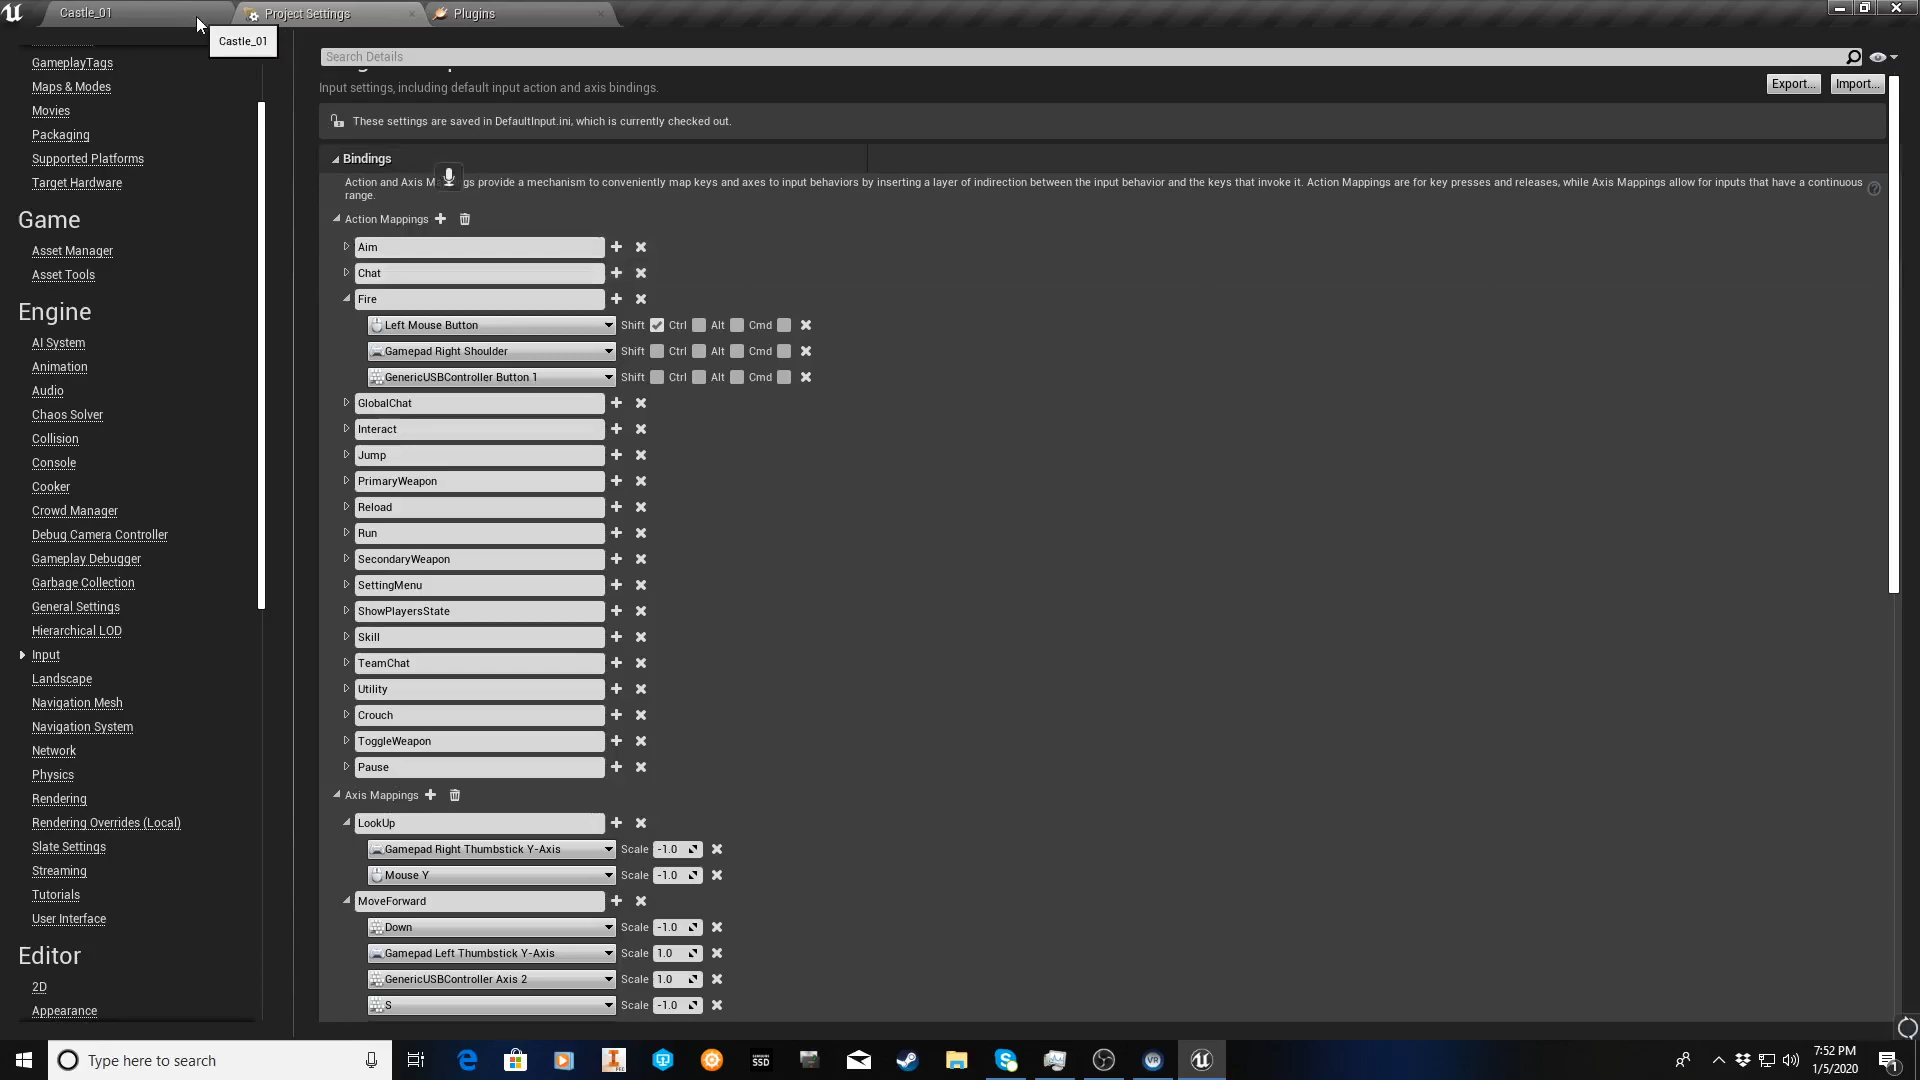 Castle_01
Project Settings
Plugins
Castle_01
GameplayTags
Maps & Modes
Movies
Packaging
Supported Platforms
Target Hardware
Game
Asset Manager
Asset Tools
Engine
AI System
Animation
Audio
Chaos Solver
Collision
Console
Cooker
Crowd Manager
Debug Camera Controller
Gameplay Debugger
Garbage Collection
General Settings
Hierarchical LOD
Input
Landscape
Navigation Mesh
Navigation System
Network
Physics
Rendering
Rendering Overrides (Local)
Slate Settings
Streaming
Tutorials
User Interface
Editor
2D
Appearance
Search Details
Input settings, including default input action and axis bindings.
Export...
Import...
These settings are saved in DefaultInput.ini, which is currently checked out.
Bindings
Action and Axis provide a mechanism to conveniently map keys and axes to input behaviors by inserting a layer of indirection between the input behavior and the keys that invoke it. Action Mappings are for key presses and releases, while Axis Mappings allow for inputs that have a continuous
range.
Action Mappings
Aim
Chat
Fire
Left Mouse Button Shift Ctrl Alt Cmd
Gamepad Right Shoulder Shift Ctrl Alt Cmd
GenericUSBController Button 1 Shift Ctrl Alt Cmd
GlobalChat
Interact
Jump
PrimaryWeapon
Reload
Run
SecondaryWeapon
SettingMenu
ShowPlayersState
Skill
TeamChat
Utility
Crouch
ToggleWeapon
Pause
Axis Mappings
LookUp
Gamepad Right Thumbstick Y-Axis Scale -1.0
Mouse Y Scale -1.0
MoveForward
Down Scale -1.0
Gamepad Left Thumbstick Y-Axis Scale 1.0
GenericUSBController Axis 2 Scale 1.0
S Scale -1.0
Type here to search
SSD
VR
7:52 PM
1/5/2020
1